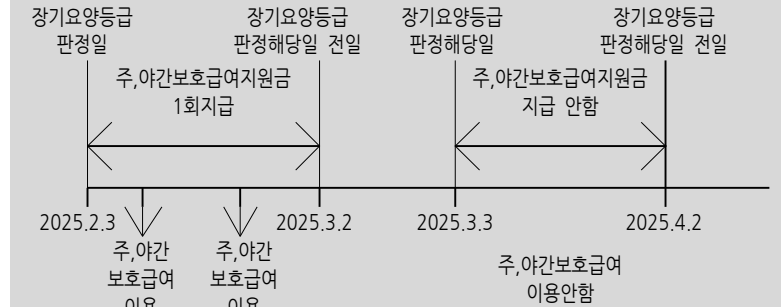 장기요양등급
판정일
장기요양등급
판정해당일 전일
장기요양등급
판정해당일
장기요양등급
판정해당일 전일
주,야간보호급여지원금
1회지급
주,야간보호급여지원금
지급 안함
2025.2.3
2025.3.2
2025.3.3
2025.4.2
주,야간
보호급여
이용
주,야간
보호급여
이용
주,야간보호급여
이용안함